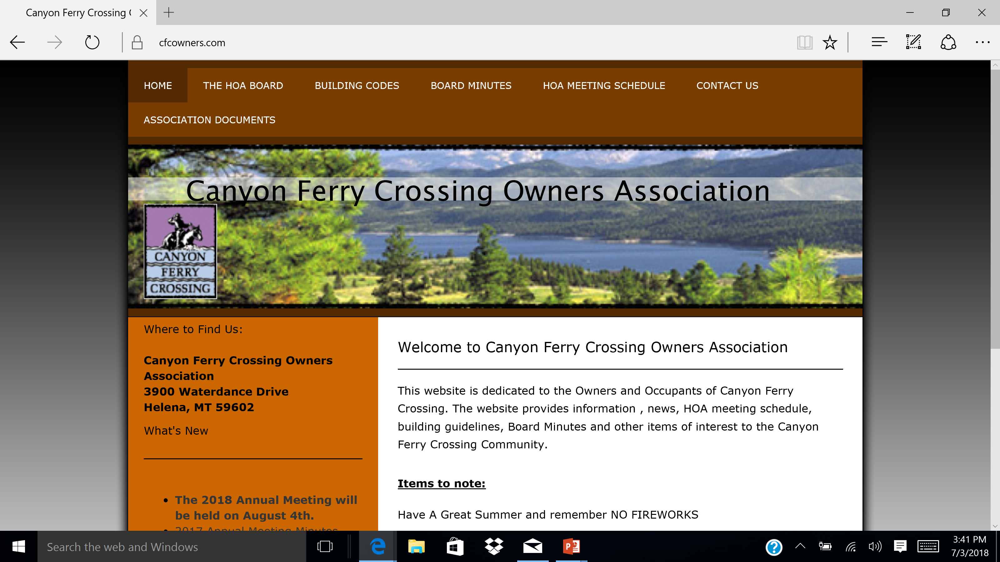 Canyon Ferry Crossing
cfcowners.com
HOME THE HOA BOARD BUILDING CODES BOARD MINUTES HOA MEETING SCHEDULE CONTACT US
ASSOCIATION DOCUMENTS
Canyon Ferry Crossing Owners Association
CANYON
FERRY
CROSSING
Where to Find Us:
Canyon Ferry Crossing Owners
Association
3900 Waterdance Drive
Helena, MT 59602
What's New
The 2018 Annual Meeting will
be held on August 4th.
2017 Annual Meeting Minutes
Welcome to Canyon Ferry Crossing Owners Association
This website is dedicated to the Owners and Occupants of Canyon Ferry
Crossing. The website provides information , news, HOA meeting schedule,
building guidelines, Board Minutes and other items of interest to the Canyon
Ferry Crossing Community.
Items to note:
Have A Great Summer and remember NO FIREWORKS
Search the web and Windows
3:41 PM
7/3/2018